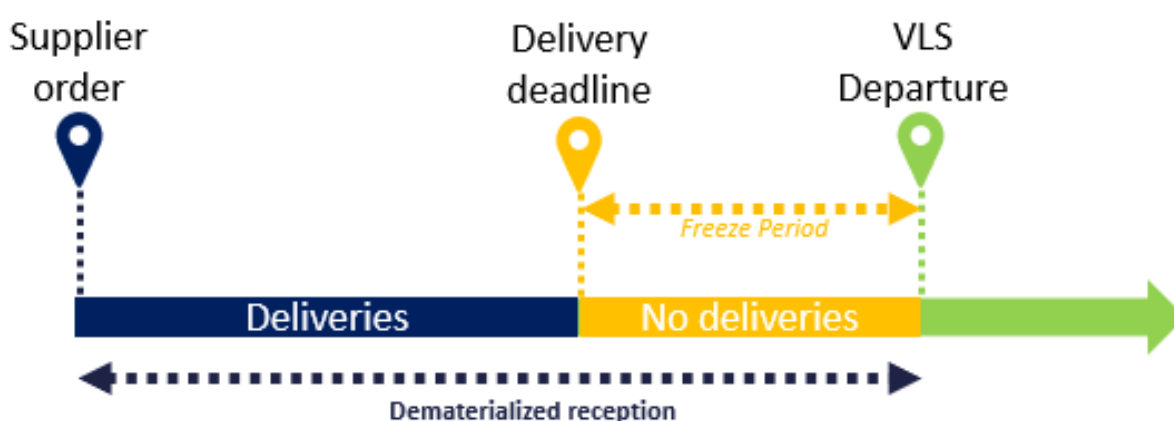 Supplier
order
Delivery
deadline
VLS
Departure
Freeze Period
Deliveries
No deliveries
Dematerialized reception